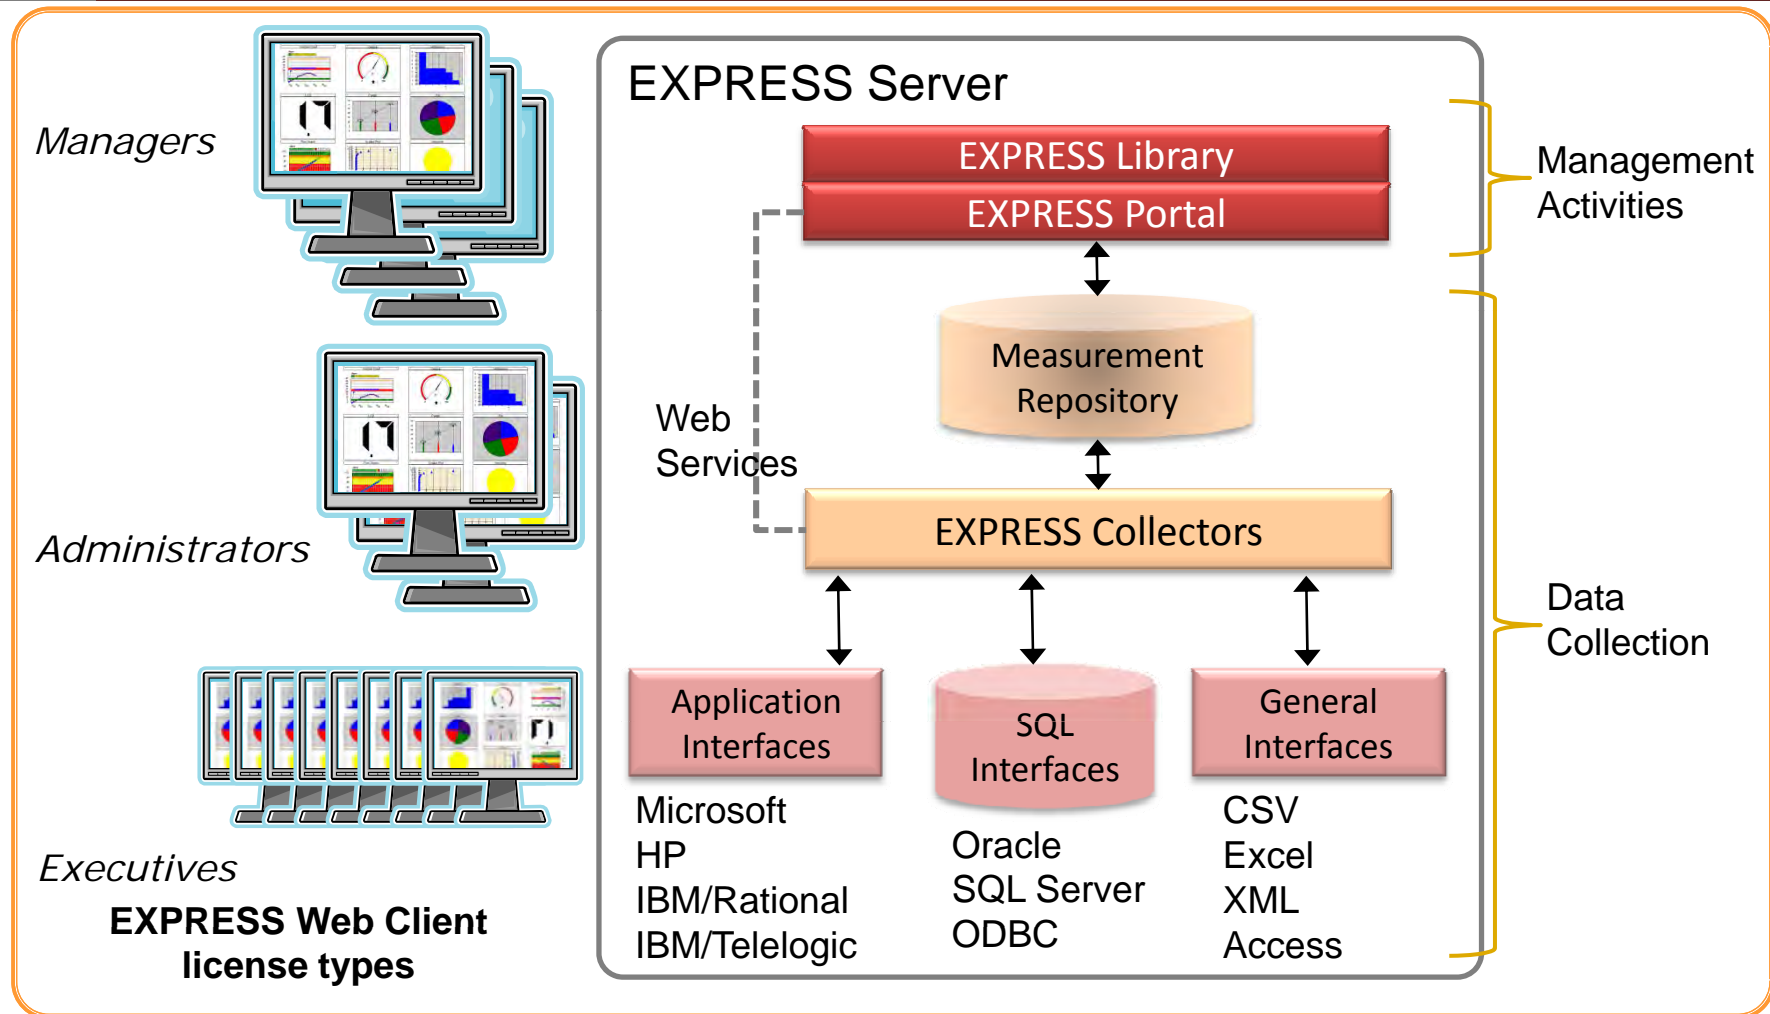 EXPRESS Server
Managers
EXPRESS Library
EXPRESS Portal
Management
Activities
Measurement
Repository
Web
Services
EXPRESS Collectors
Administrators
Data
Collection
Application
Interfaces
SQL
Interfaces
General
Interfaces
Microsoft
HP
IBM/Rational
IBM/Telelogic
Oracle
SQL Server
ODBC
CSV
Excel
XML
Access
Executives
EXPRESS Web Client
license types